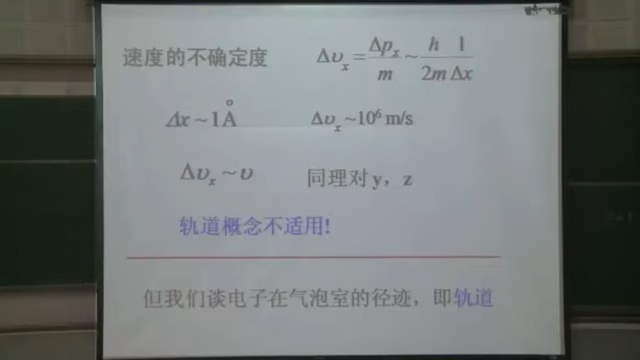 速度的不确定度 Δυₓ = Δpₓ/m ~ h/2m 1/Δx
Δx ~ 1Å Δυₓ ~ 10⁶ m/s
Δυₓ ~ υ 同理对 y，z
轨道概念不适用!
但我们谈电子在气泡室的径迹，即轨道